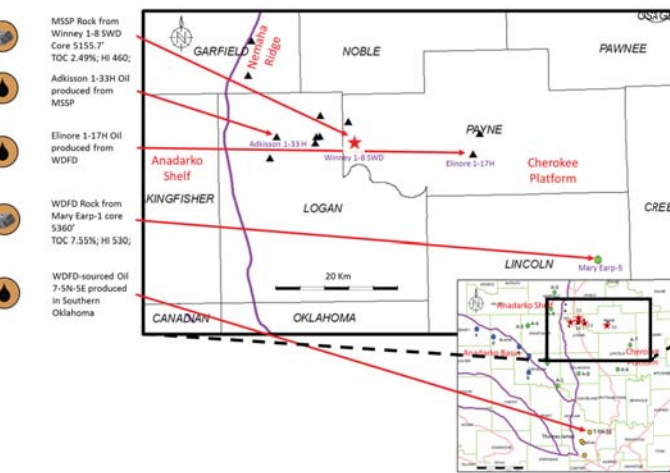 MSSP Rock from
Winney 1-8 SWD
Core 5155.7'
TOC 2.49%; HI 460;
Adkisson 1-33H Oil
produced from
MSSP
Elinore 1-17H Oil
produced from
WDFD
WDFD Rock from
Mary Earp-1 core
5360'
TOC 7.55%; HI 530;
WDFD-sourced Oil
7-5N-5E produced
in Southern
Oklahoma
GARFIELD
Nemaha
Ridge
NOBLE
PAWNEE
PAYNE
Adkisson 1-33 H
Winney 1-8 SWD
Elinore 1-17H
Anadarko
Shelf
Cherokee
Platform
KINGFISHER
LOGAN
LINCOLN
Mary Earp-5
20 Km
CANADIAN
OKLAHOMA
Anadarko Shelf
Anadarko Basin
Cherokee
Platform